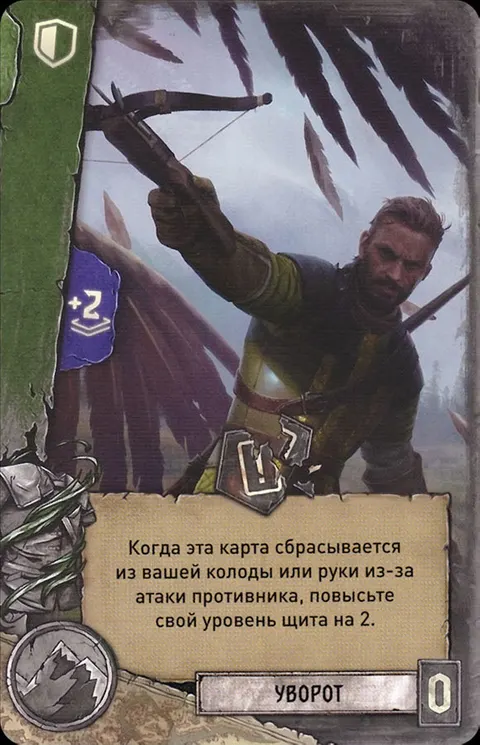 +2
Когда эта карта сбрасывается
из вашей колоды или руки из-за
атаки противника, повысьте
свой уровень щита на 2.
УВОРОТ
0